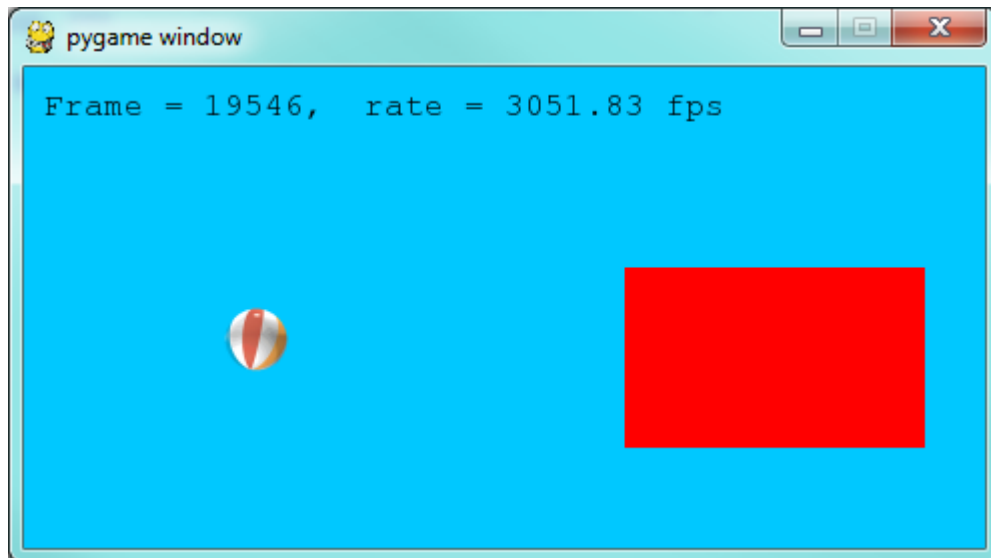 pygame window
Frame = 19546,  rate = 3051.83 fps